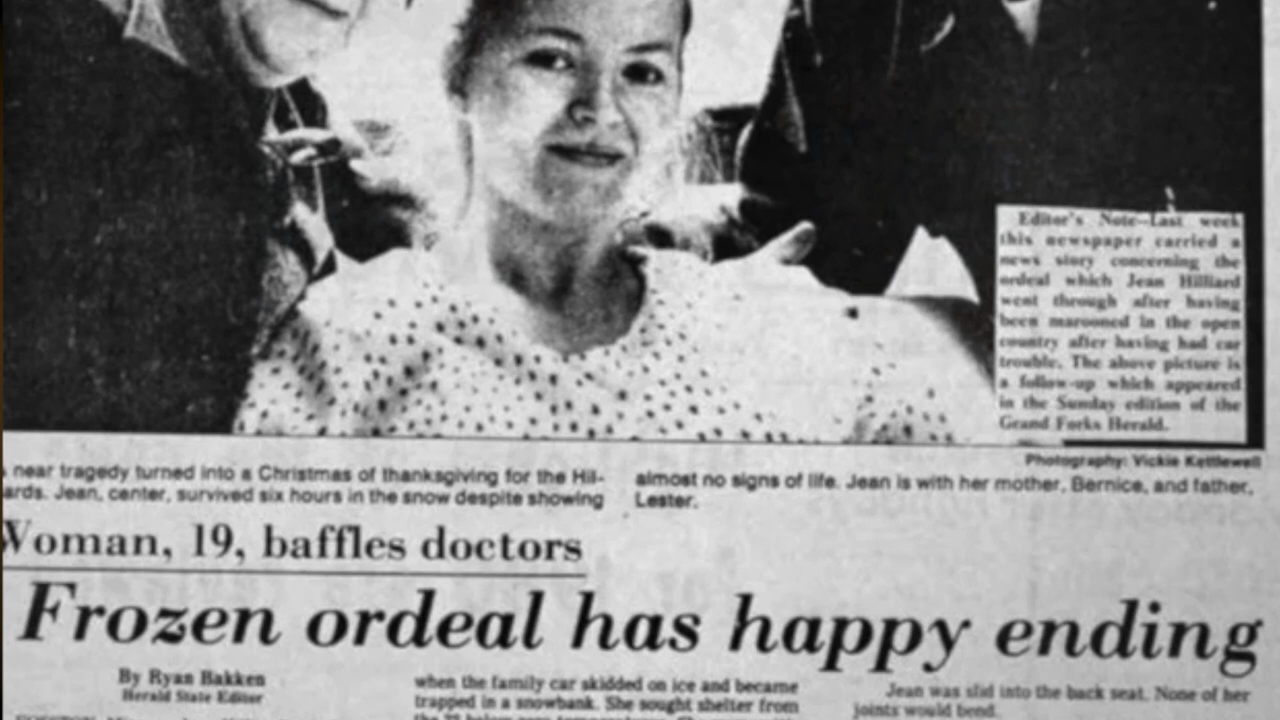 Editor's Note--Last week
this newspaper carried a
news story concerning the
ordeal which Jean Hilliard
went through after having
been marooned in the open
country after having had car
trouble. The above picture is
a follow-up which appeared
in the Sunday edition of the
Grand Forks Herald.
Photography: Vickie Kettlewell
near tragedy turned into a Christmas of thanksgiving for the Hil-
ards. Jean, center, survived six hours in the snow despite showing
almost no signs of life. Jean is with her mother, Bernice, and father,
Lester.
Woman, 19, baffles doctors
Frozen ordeal has happy ending
By Ryan Bakken
Herald State Editor
when the family car skidded on ice and became
trapped in a snowbank. She sought shelter from
Jean was slid into the back seat. None of her
joints would bend.